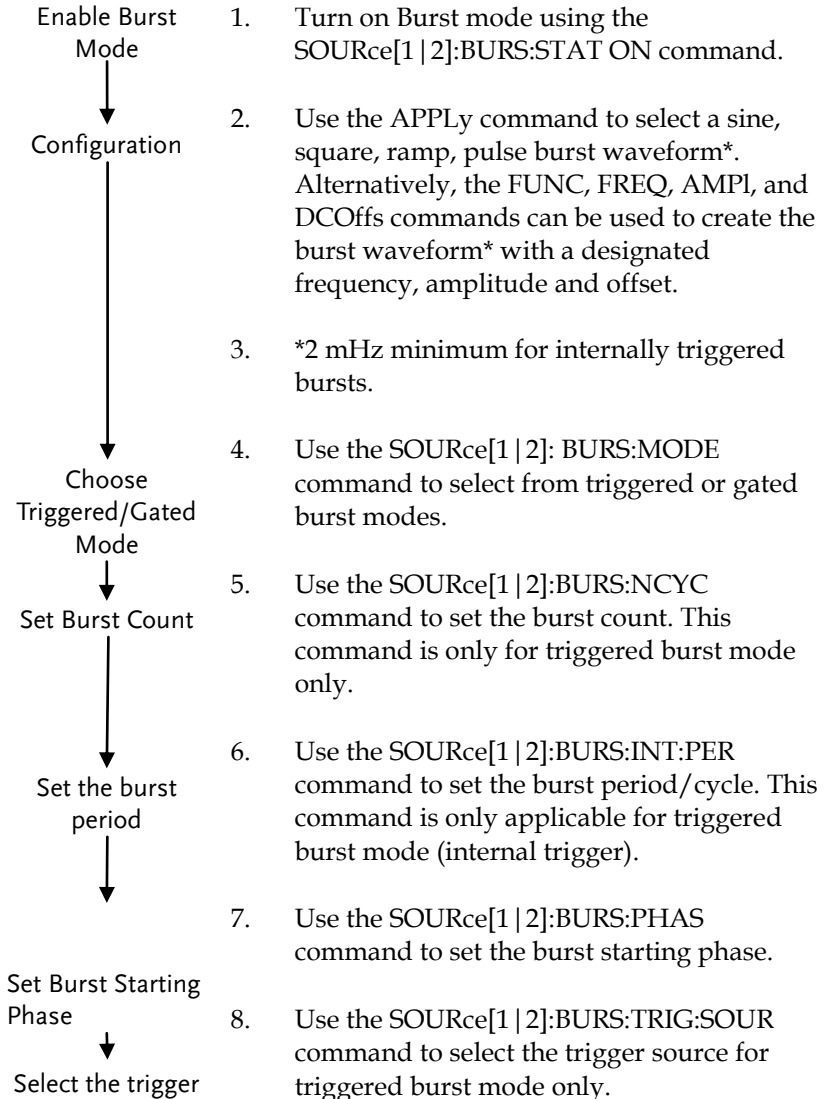 Enable Burst
Mode
1. Turn on Burst mode using the
SOURce[1|2]:BURS:STAT ON command.
Configuration
2. Use the APPLy command to select a sine,
square, ramp, pulse burst waveform*.
Alternatively, the FUNC, FREQ, AMPl, and
DCOffs commands can be used to create the
burst waveform* with a designated
frequency, amplitude and offset.
3. *2 mHz minimum for internally triggered
bursts.
Choose
Triggered/Gated
Mode
4. Use the SOURce[1|2]: BURS:MODE
command to select from triggered or gated
burst modes.
Set Burst Count
5. Use the SOURce[1|2]:BURS:NCYC
command to set the burst count. This
command is only for triggered burst mode
only.
Set the burst
period
6. Use the SOURce[1|2]:BURS:INT:PER
command to set the burst period/cycle. This
command is only applicable for triggered
burst mode (internal trigger).
Set Burst Starting
Phase
7. Use the SOURce[1|2]:BURS:PHAS
command to set the burst starting phase.
Select the trigger
8. Use the SOURce[1|2]:BURS:TRIG:SOUR
command to select the trigger source for
triggered burst mode only.